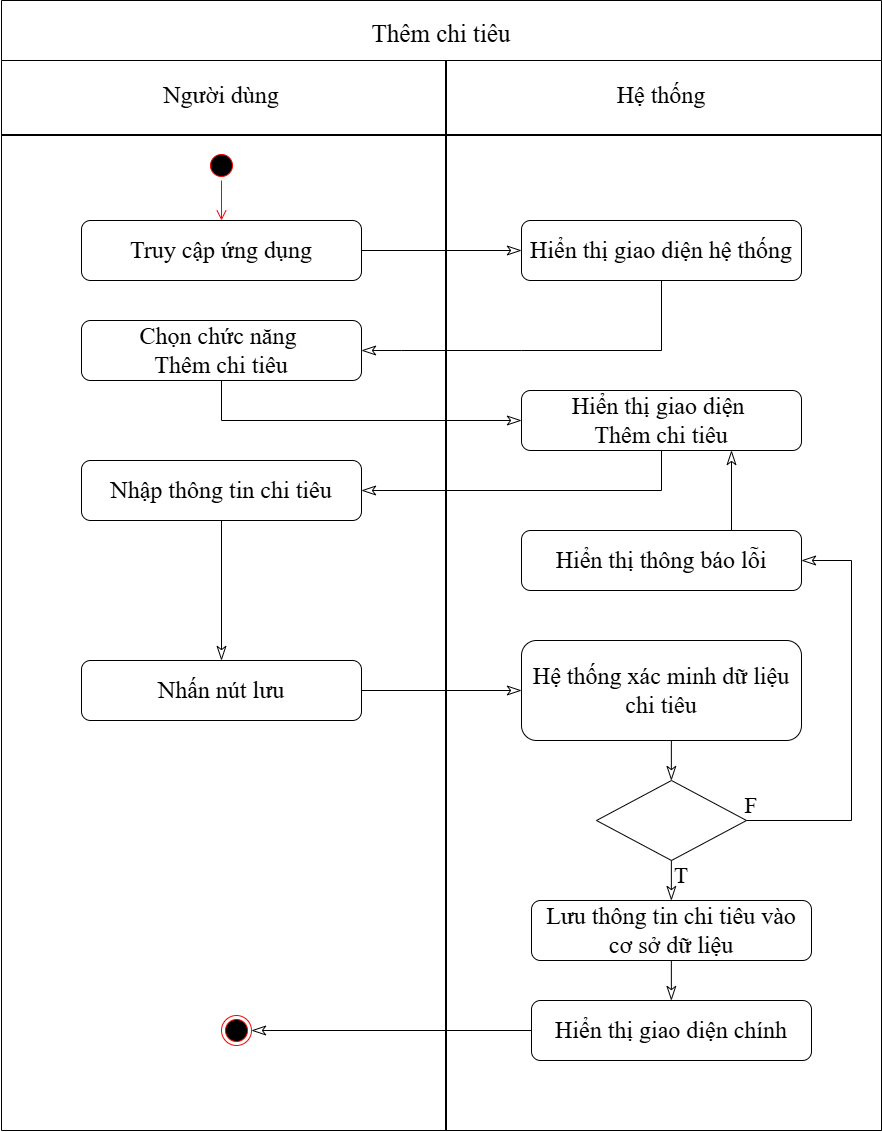 Thêm chi tiêu
Người dùng
Hệ thống
Truy cập ứng dụng
Hiển thị giao diện hệ thống
Chọn chức năng
Thêm chi tiêu
Hiển thị giao diện
Thêm chi tiêu
Nhập thông tin chi tiêu
Hiển thị thông báo lỗi
Nhấn nút lưu
Hệ thống xác minh dữ liệu
chi tiêu
F
T
Lưu thông tin chi tiêu vào
cơ sở dữ liệu
Hiển thị giao diện chính